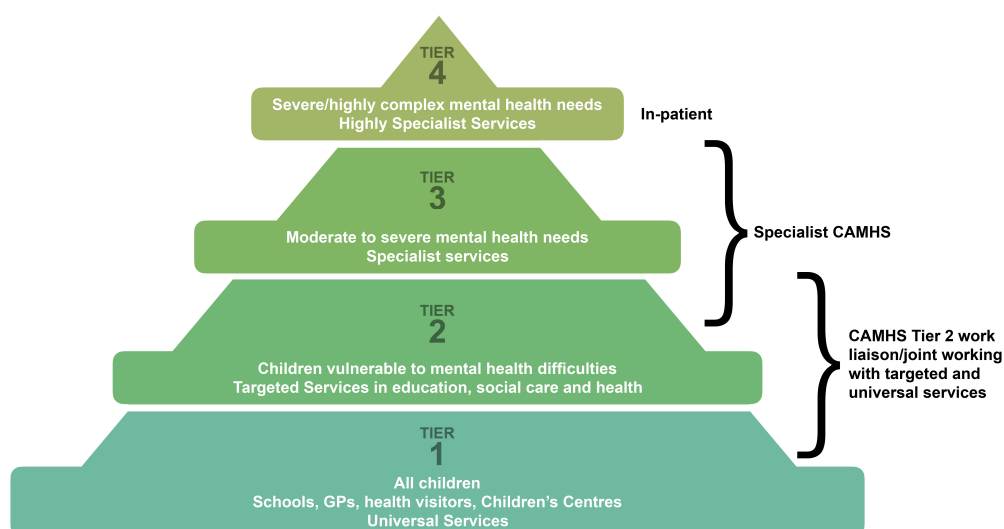 TIER
4
Severe/highly complex mental health needs
Highly Specialist Services
In-patient
TIER
3
Moderate to severe mental health needs
Specialist services
Specialist CAMHS
TIER
2
Children vulnerable to mental health difficulties
Targeted Services in education, social care and health
CAMHS Tier 2 work
liaison/joint working
with targeted and
universal services
TIER
1
All children
Schools, GPs, health visitors, Children’s Centres
Universal Services